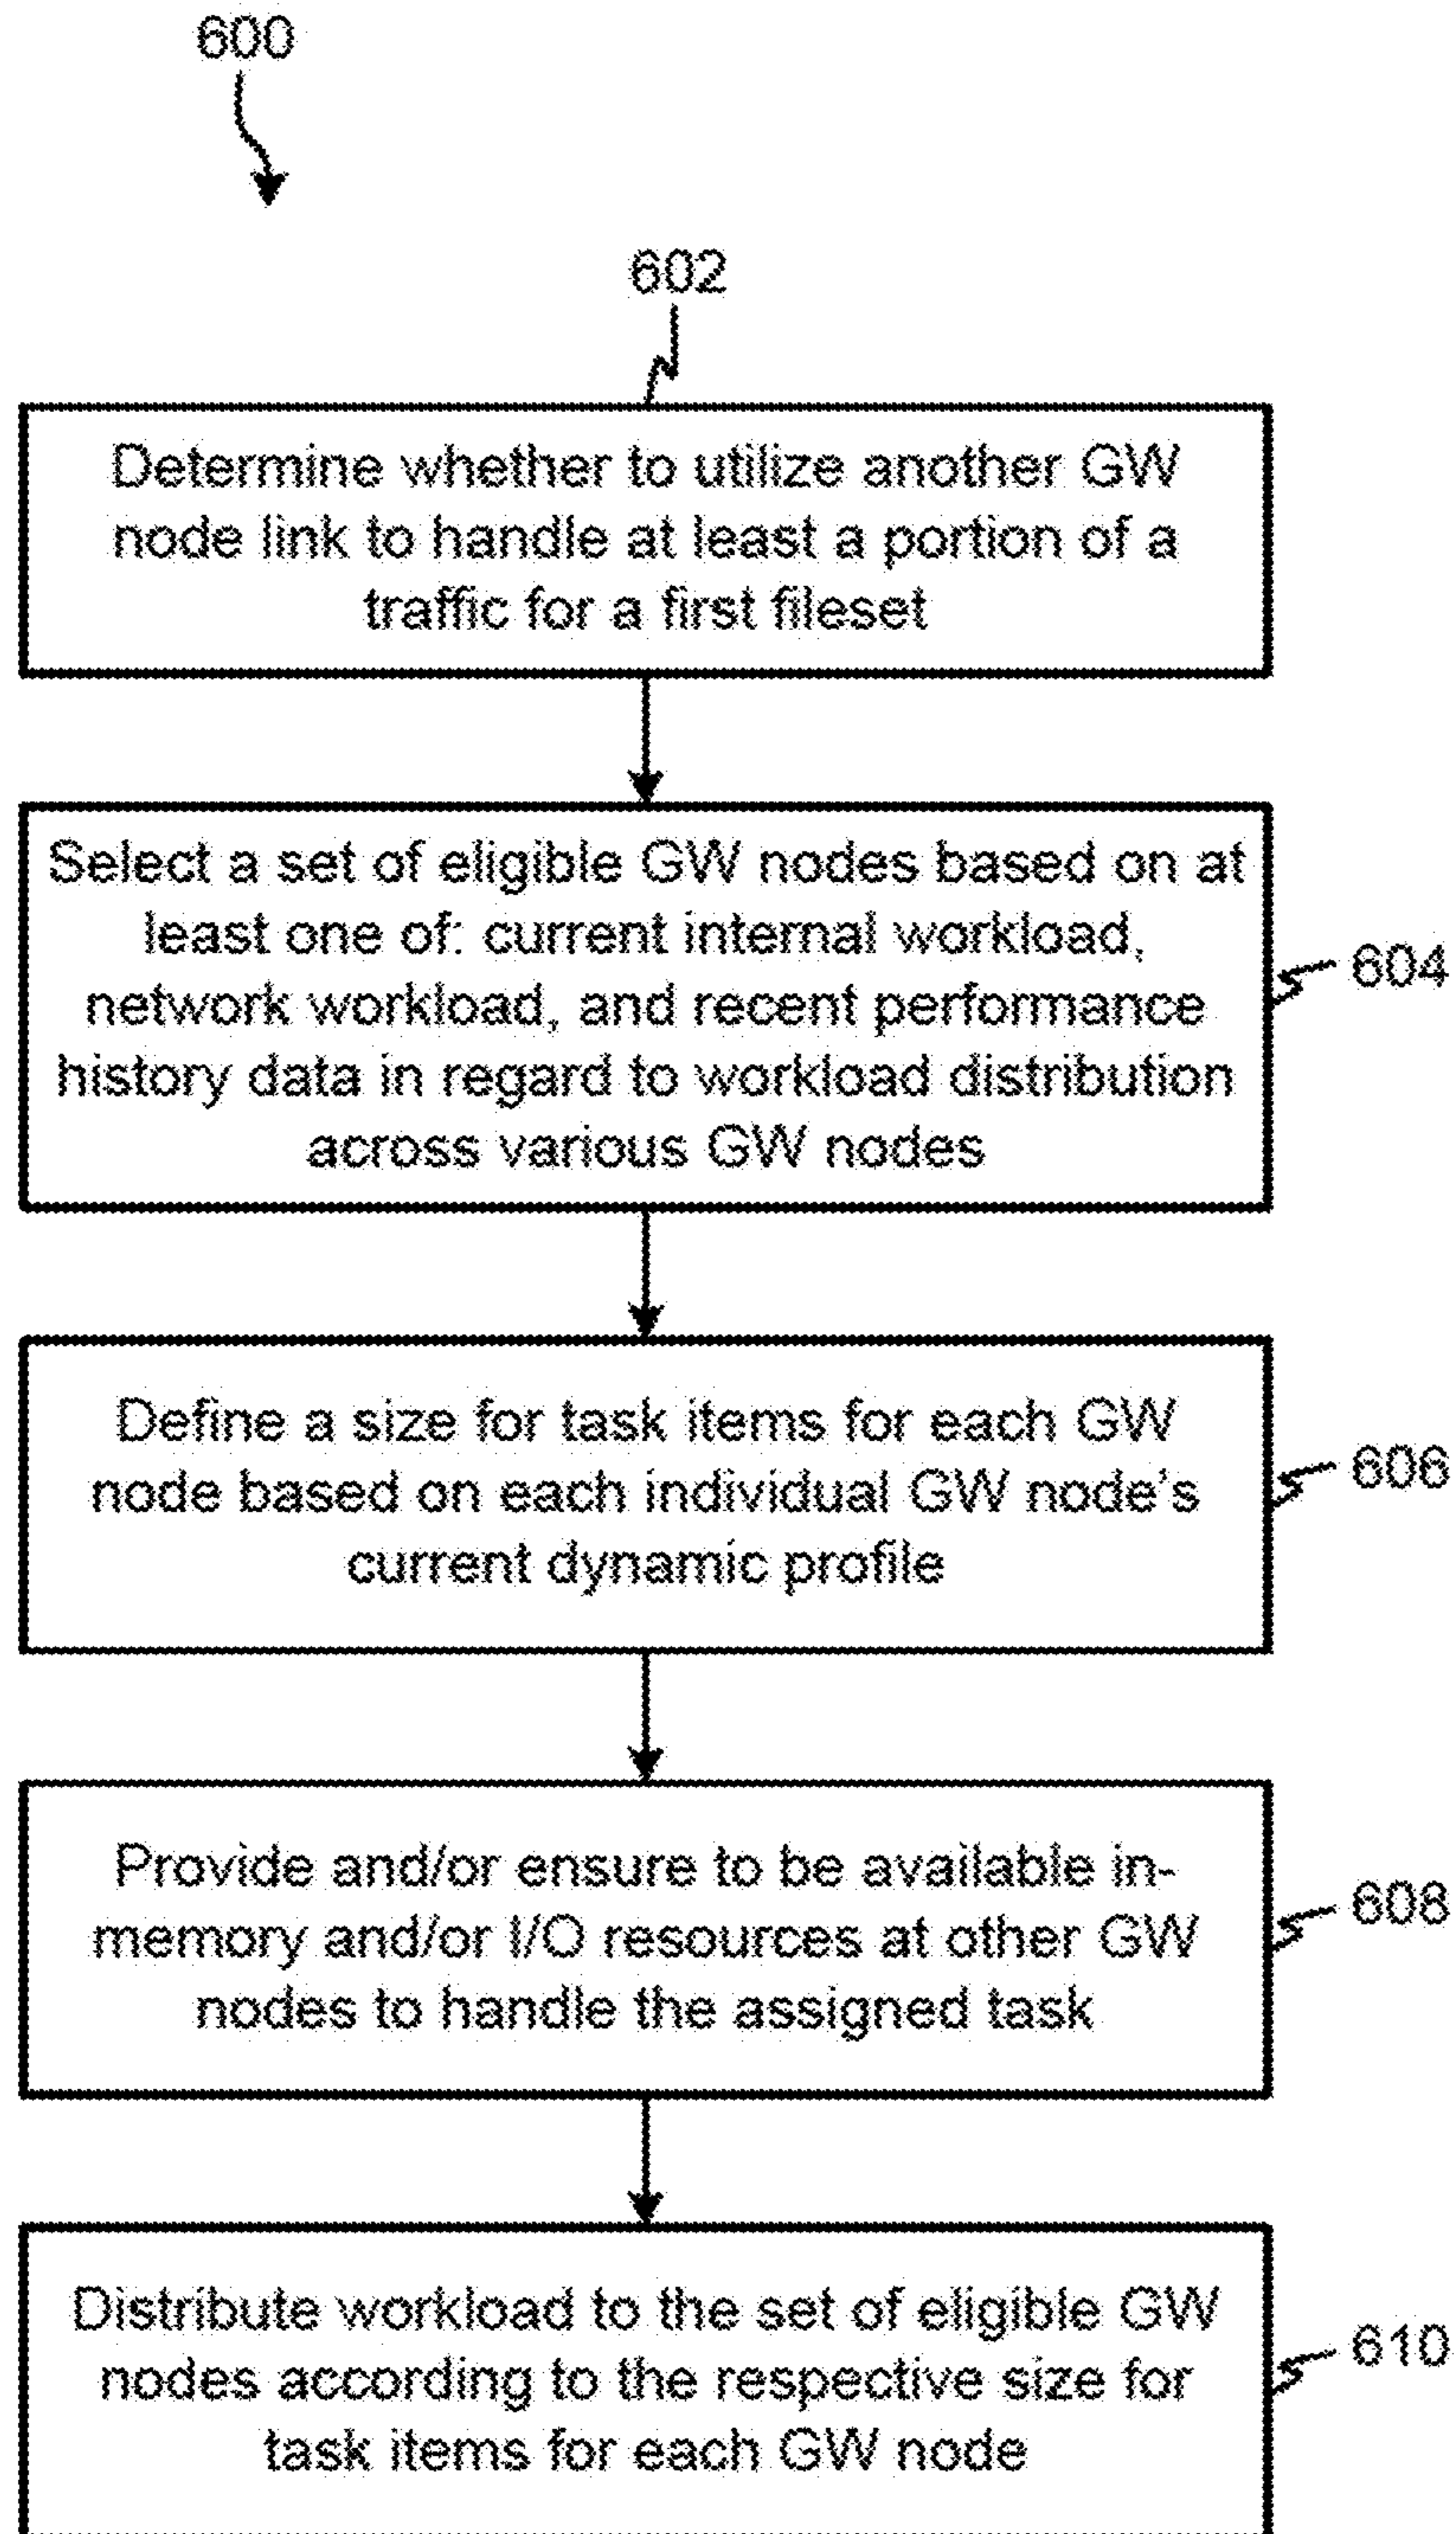 600
602
Determine whether to utilize another GW
node link to handle at least a portion of a
traffic for a first fileset
Select a set of eligible GW nodes based on at
least one of: current internal workload,
network workload, and recent performance
history data in regard to workload distribution
across various GW nodes
604
Define a size for task items for each GW
node based on each individual GW node's
current dynamic profile
606
Provide and/or ensure to be available in-
memory and/or I/O resources at other GW
nodes to handle the assigned task
608
Distribute workload to the set of eligible GW
nodes according to the respective size for
task items for each GW node
610